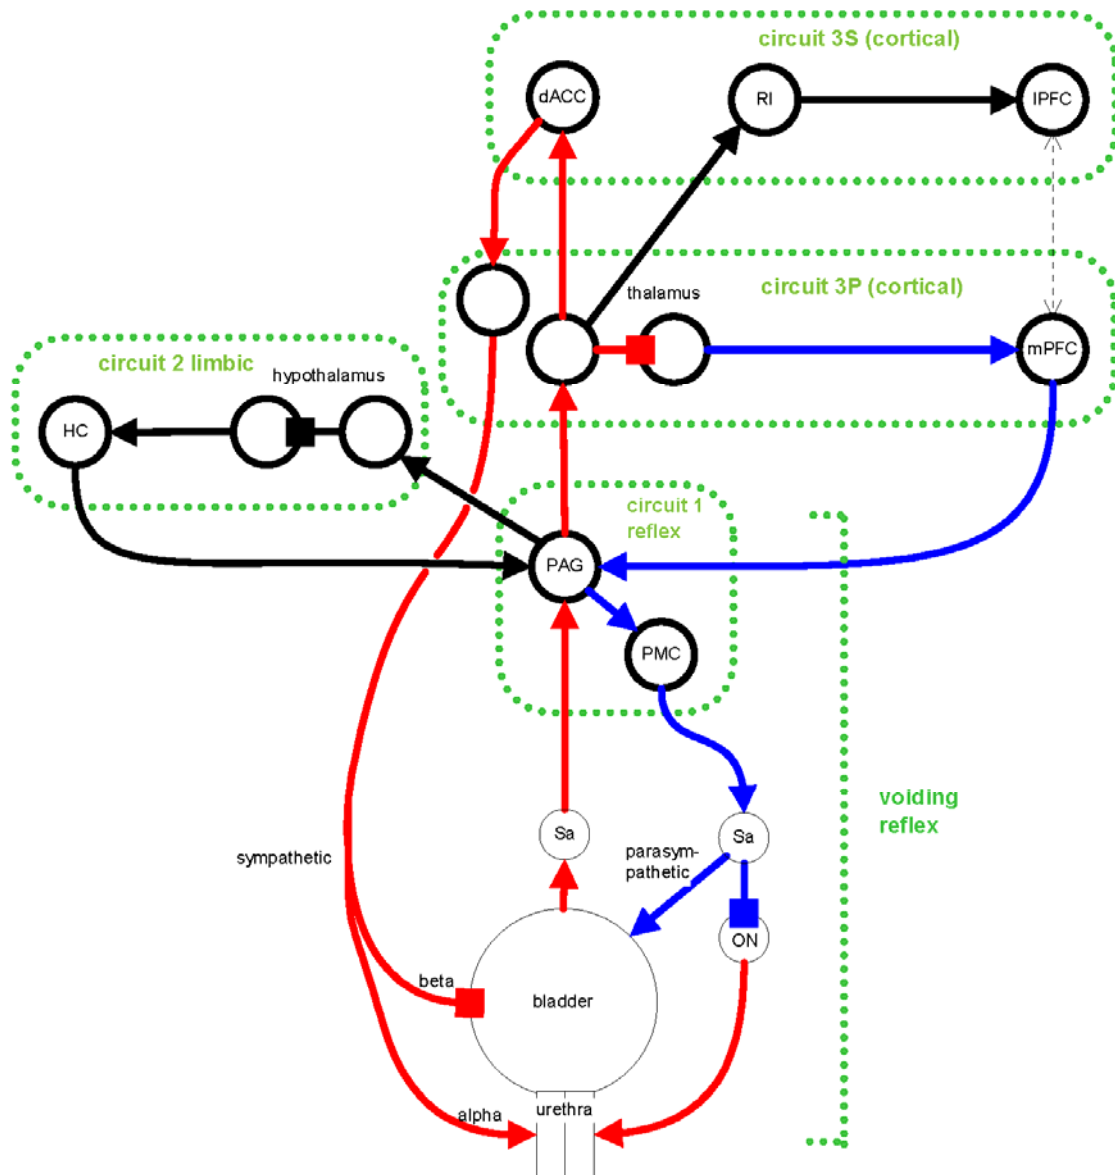 circuit 3S (cortical)
dACC
RI
lPFC
thalamus
circuit 3P (cortical)
mPFC
circuit 2 limbic
hypothalamus
HC
circuit 1
reflex
PAG
PMC
voiding
reflex
Sa
Sa
sympathetic
parasym-
pathetic
ON
beta
bladder
urethra
alpha